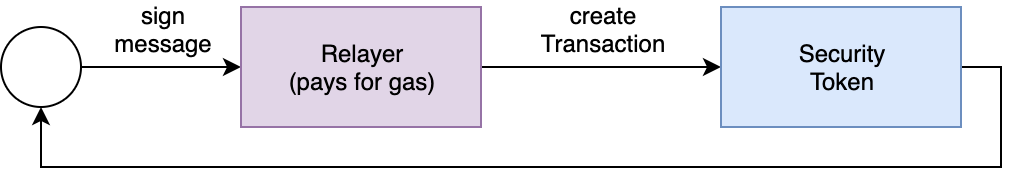 sign
message
Relayer
(pays for gas)
create
Transaction
Security
Token